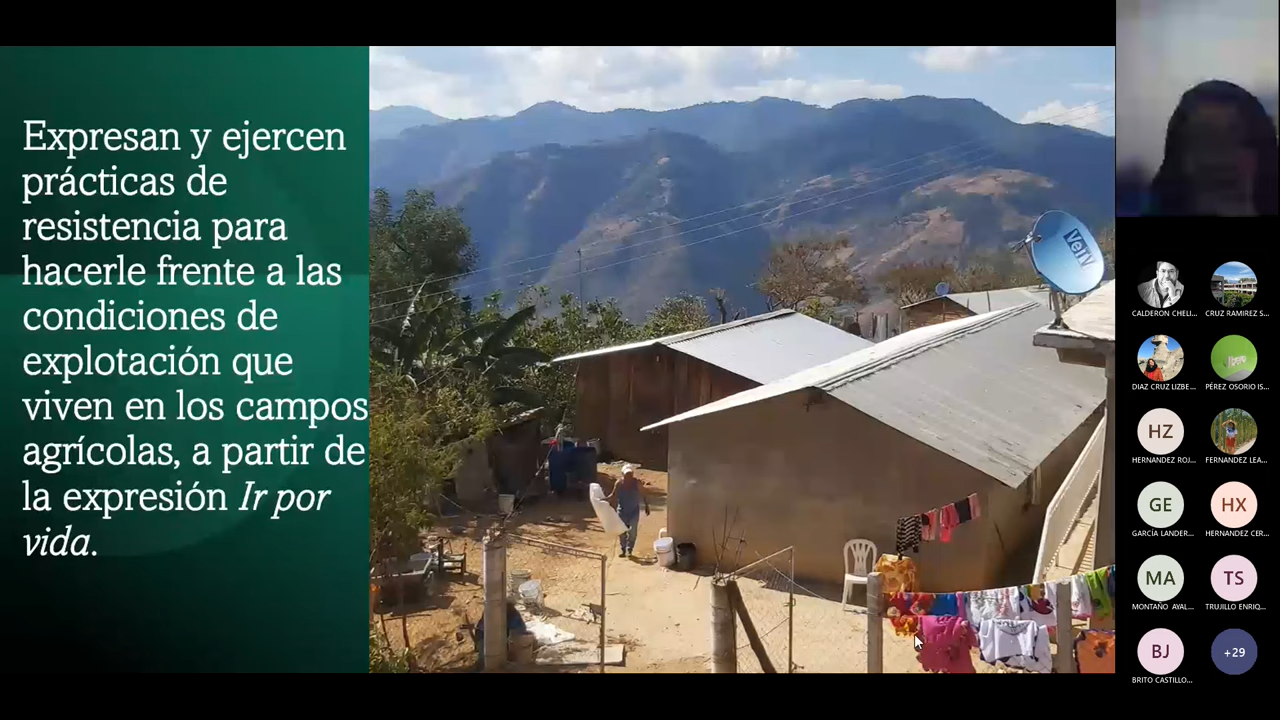 Expresan y ejercen
prácticas de
resistencia para
hacerle frente a las
condiciones de
explotación que
viven en los campos
agrícolas, a partir de
la expresión Ir por
vida.
VeTV
CALDERON CHELI...
CRUZ RAMIREZ S...
DIAZ CRUZ LIZBE...
PÉREZ OSORIO IS...
HZ
HERNANDEZ ROJ...
FERNANDEZ LEA...
GE
GARCÍA LANDER...
HX
HERNANDEZ CER...
MA
MONTAÑO AYAL...
TS
TRUJILLO ENRIQ...
BJ
BRITO CASTILLO...
+29